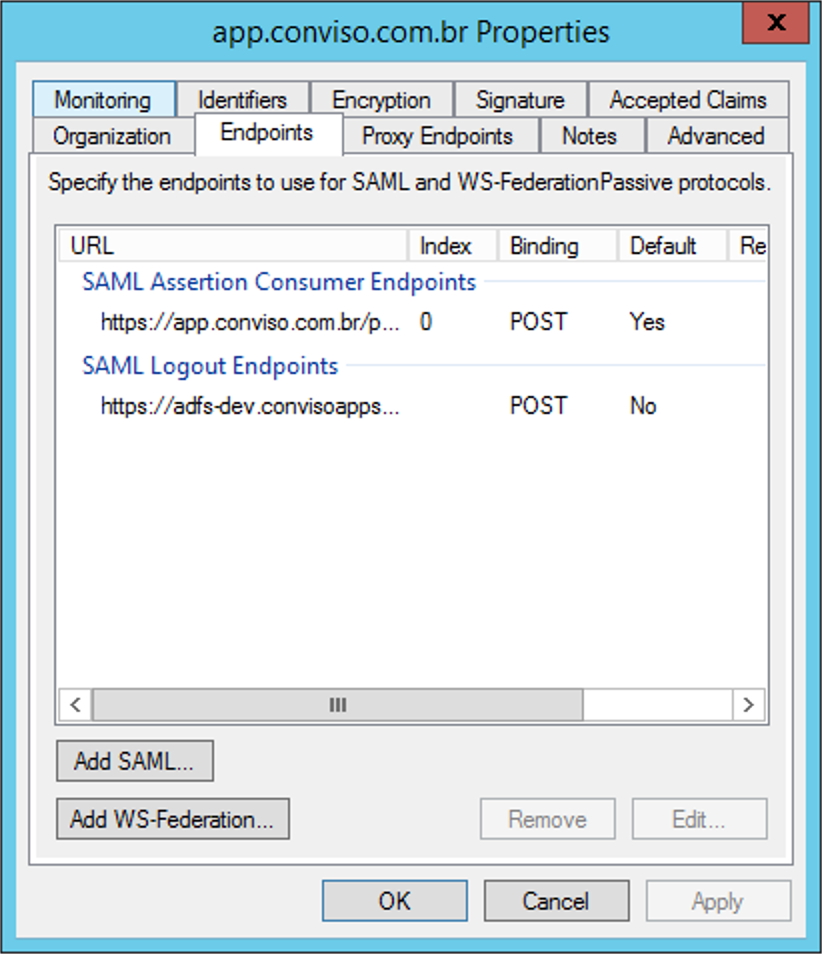 app.conviso.com.br Properties
x
Monitoring Identifiers Encryption Signature Accepted Claims
Organization Endpoints Proxy Endpoints Notes Advanced
Specify the endpoints to use for SAML and WS-FederationPassive protocols.
URL Index Binding Default Re
SAML Assertion Consumer Endpoints
https://app.conviso.com.br/p... 0 POST Yes
SAML Logout Endpoints
https://adfs-dev.convisoapps... POST No
Add SAML...
Add WS-Federation... Remove Edit...
OK Cancel Apply